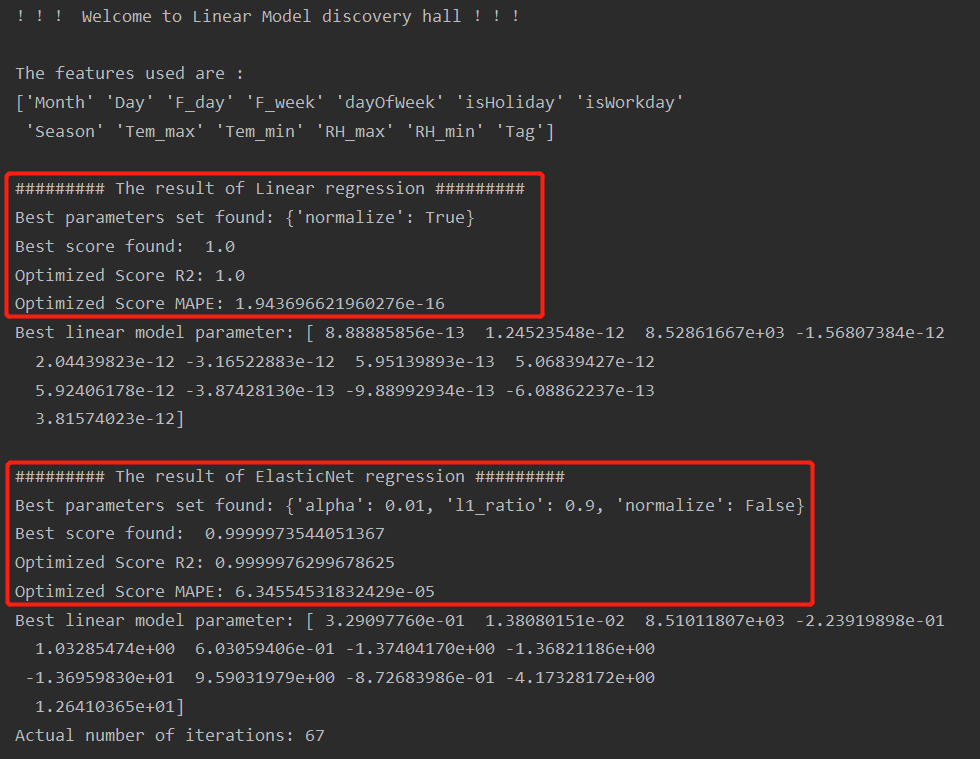 ! ! ! Welcome to Linear Model discovery hall ! ! !
The features used are :
['Month' 'Day' 'F_day' 'F_week' 'dayOfWeek' 'isHoliday' 'isWorkday'
'Season' 'Tem_max' 'Tem_min' 'RH_max' 'RH_min' 'Tag']
######### The result of Linear regression #########
Best parameters set found: {'normalize': True}
Best score found:  1.0
Optimized Score R2: 1.0
Optimized Score MAPE: 1.943696621960276e-16
Best linear model parameter: [ 8.88885856e-13  1.24523548e-12  8.52861667e+03 -1.56807384e-12
2.04439823e-12 -3.16522883e-12  5.95139893e-13  5.06839427e-12
5.92406178e-12 -3.87428130e-13 -9.88992934e-13 -6.08862237e-13
3.81574023e-12]
######### The result of ElasticNet regression #########
Best parameters set found: {'alpha': 0.01, 'l1_ratio': 0.9, 'normalize': False}
Best score found:  0.9999973544051367
Optimized Score R2: 0.9999976299678625
Optimized Score MAPE: 6.34554531832429e-05
Best linear model parameter: [ 3.29097760e-01  1.38080151e-02  8.51011807e+03 -2.23919898e-01
1.03285474e+00  6.03059406e-01 -1.37404170e+00 -1.36821186e+00
-1.36959830e+01  9.59031979e+00 -8.72683986e-01 -4.17328172e+00
1.26410365e+01]
Actual number of iterations: 67